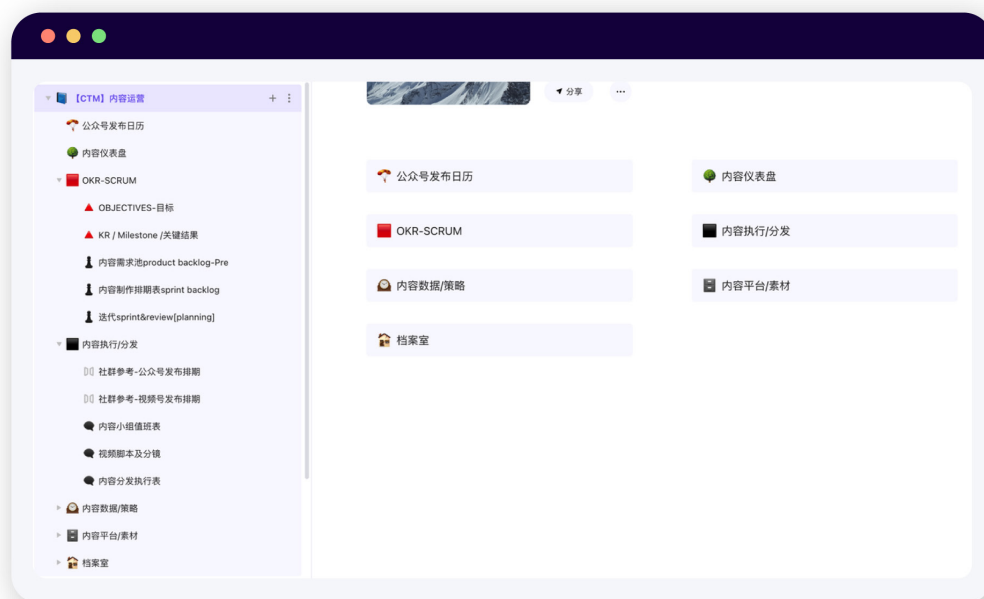 【CTM】内容运营
公众号发布日历
内容仪表盘
OKR-SCRUM
OBJECTIVES-目标
KR / Milestone /关键结果
内容需求池product backlog-Pre
内容制作排期表sprint backlog
迭代sprint&review[planning]
内容执行/分发
社群参考-公众号发布排期
社群参考-视频号发布排期
内容小组值班表
视频脚本及分镜
内容分发执行表
内容数据/策略
内容平台/素材
档案室
分享
公众号发布日历
内容仪表盘
OKR-SCRUM
内容执行/分发
内容数据/策略
内容平台/素材
档案室